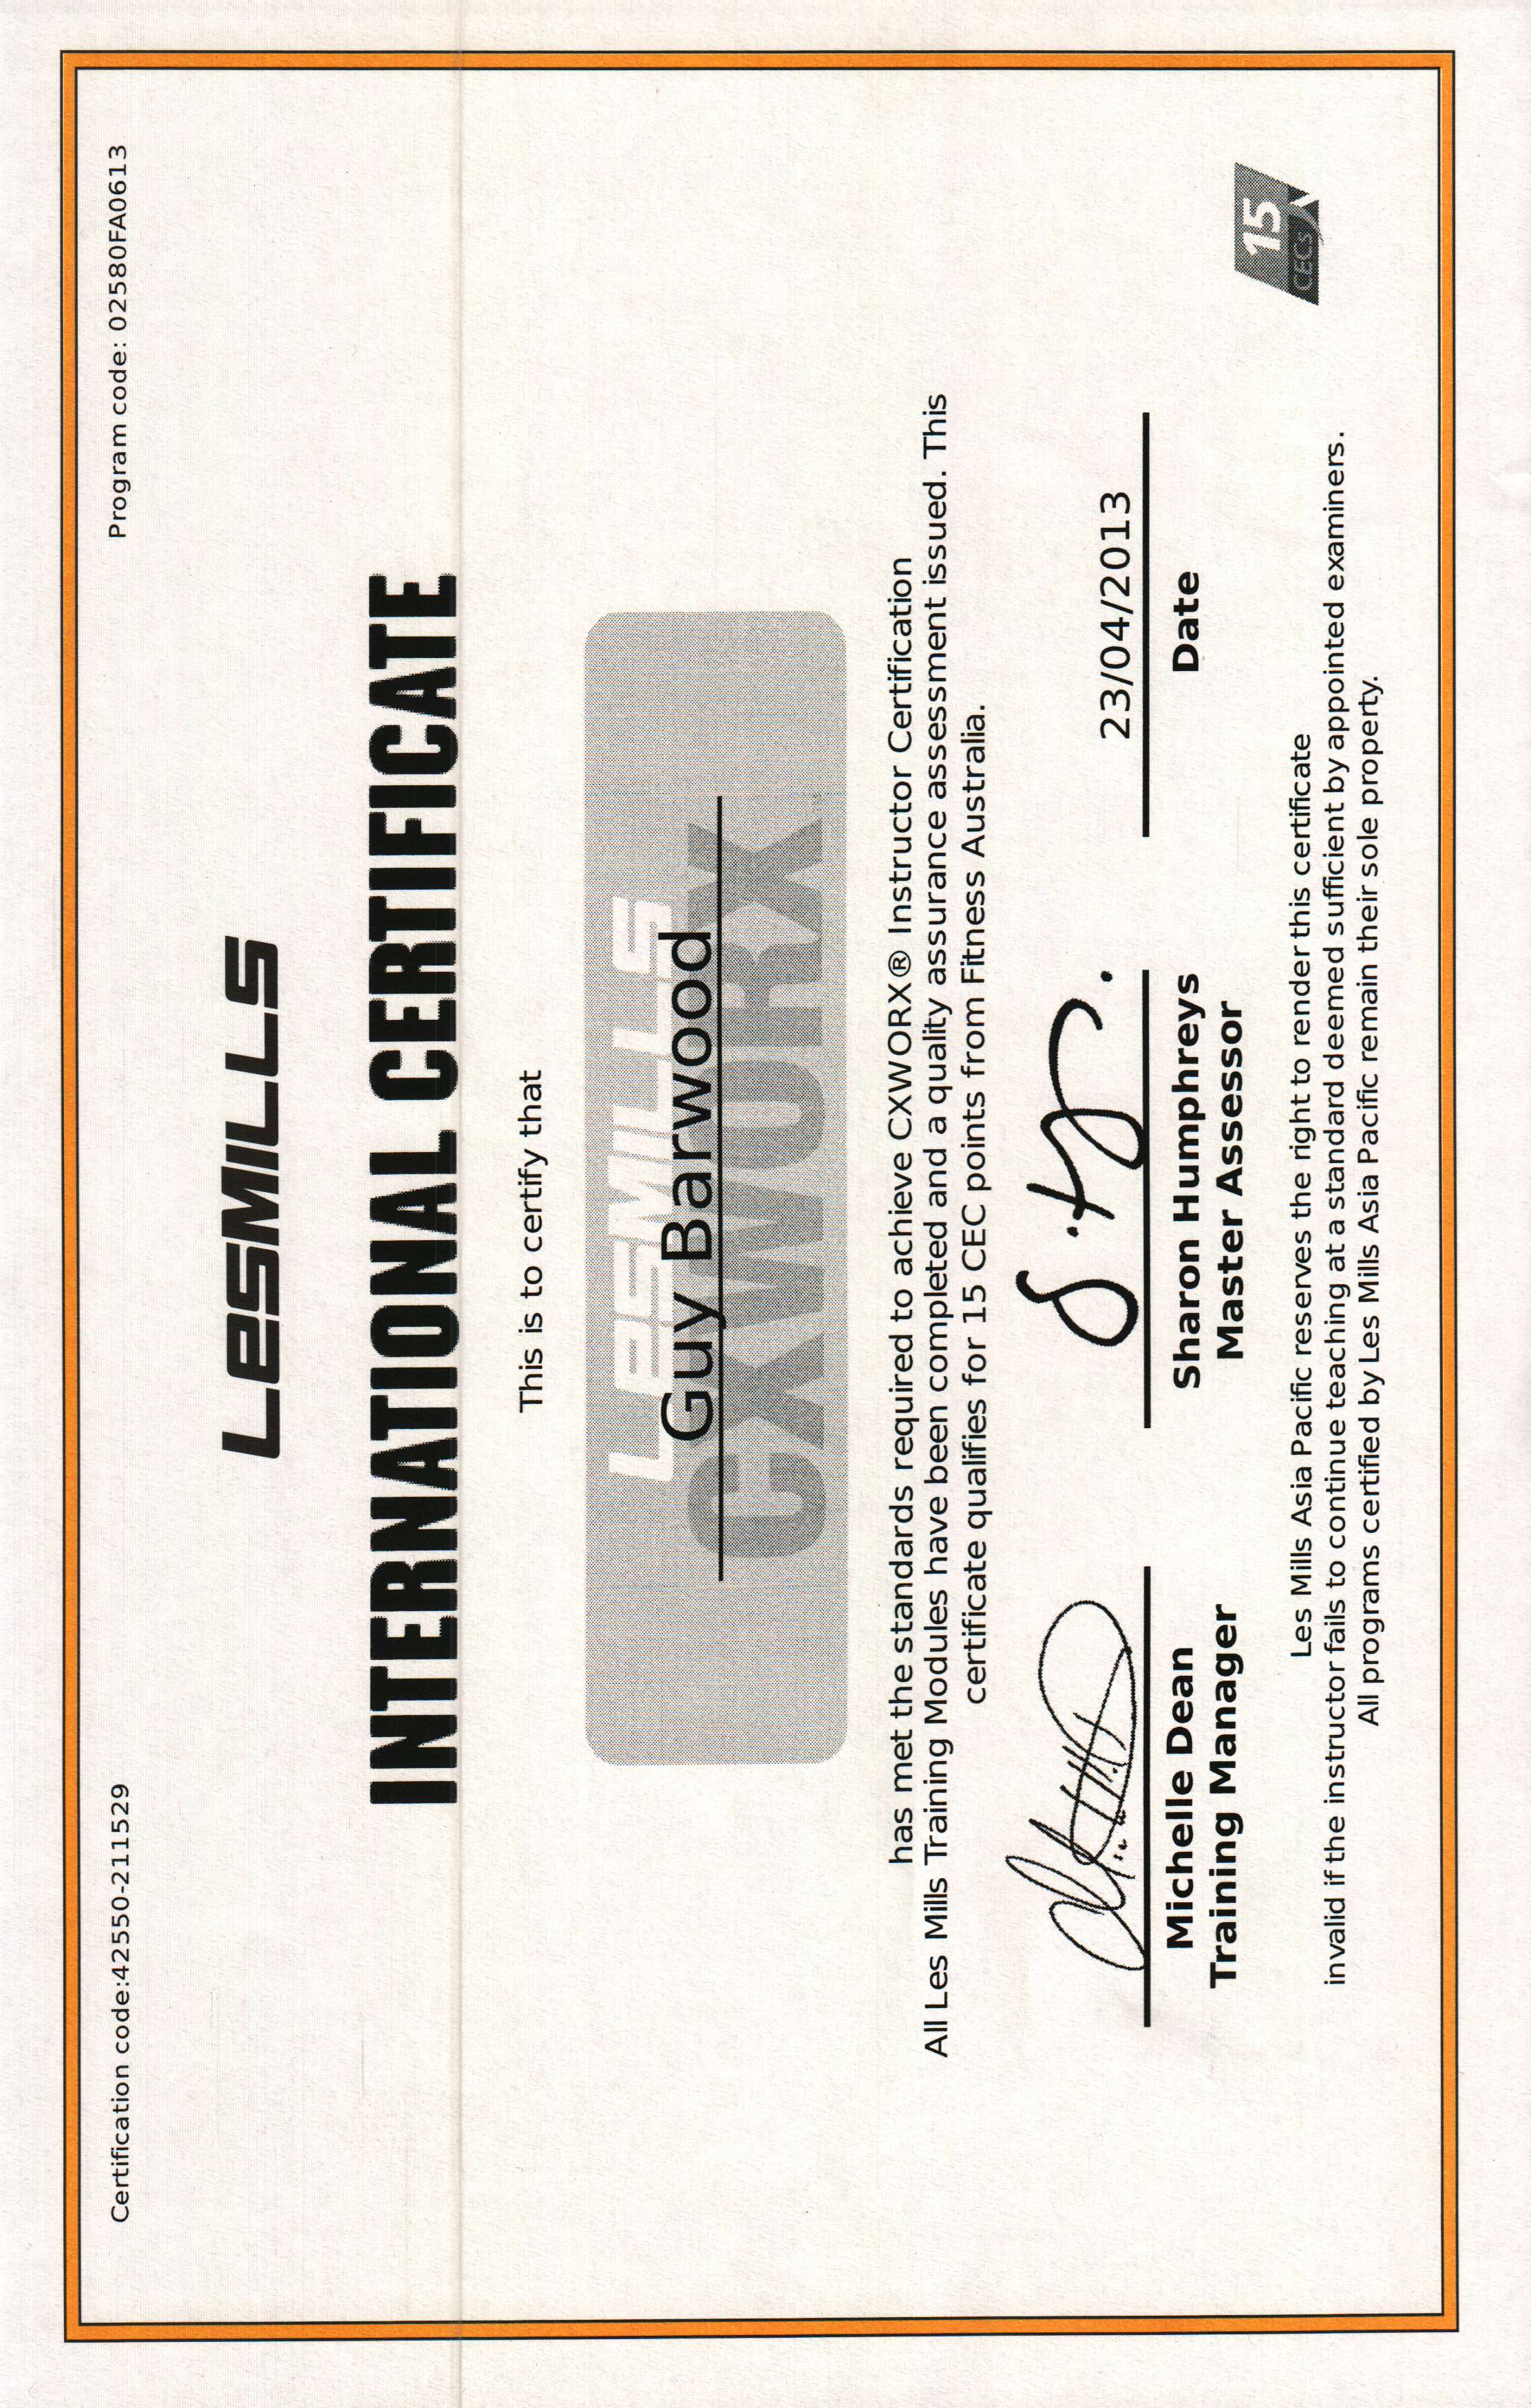 Certification code:42550-211529
Program code: 02580FA0613
LESMILLS
INTERNATIONAL CERTIFICATE
This is to certify that
LESMILLS
Guy Barwood
CXWORX
has met the standards required to achieve CXWORX® Instructor Certification
All Les Mills Training Modules have been completed and a quality assurance assessment issued. This
certificate qualifies for 15 CEC points from Fitness Australia.
S.H
23/04/2013
Michelle Dean
Training Manager
Sharon Humphreys
Master Assessor
Date
15
CECs
Les Mills Asia Pacific reserves the right to render this certificate
invalid if the instructor fails to continue teaching at a standard deemed sufficient by appointed examiners.
All programs certified by Les Mills Asia Pacific remain their sole property.